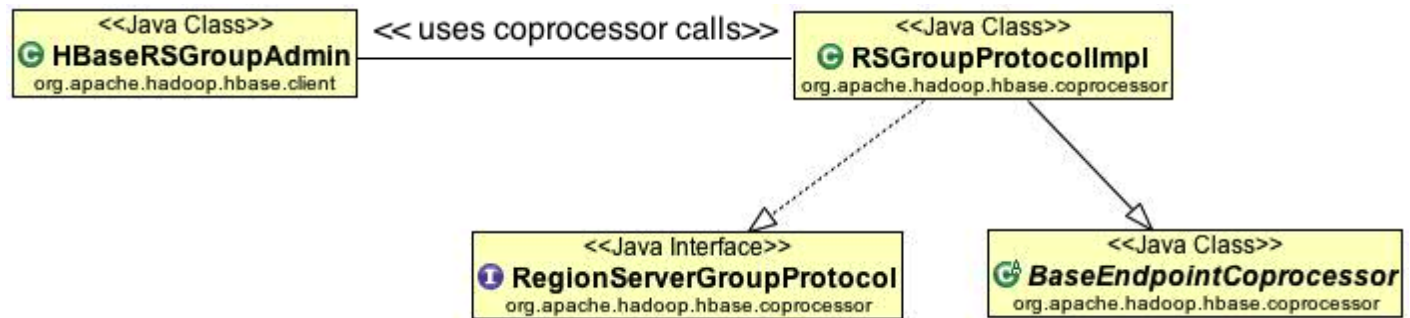 <<Java Class>>
HBaseRSGroupAdmin
org.apache.hadoop.hbase.client
<< uses coprocessor calls>>
<<Java Class>>
RSGroupProtocolImpl
org.apache.hadoop.hbase.coprocessor
<<Java Interface>>
RegionServerGroupProtocol
org.apache.hadoop.hbase.coprocessor
<<Java Class>>
BaseEndpointCoprocessor
org.apache.hadoop.hbase.coprocessor